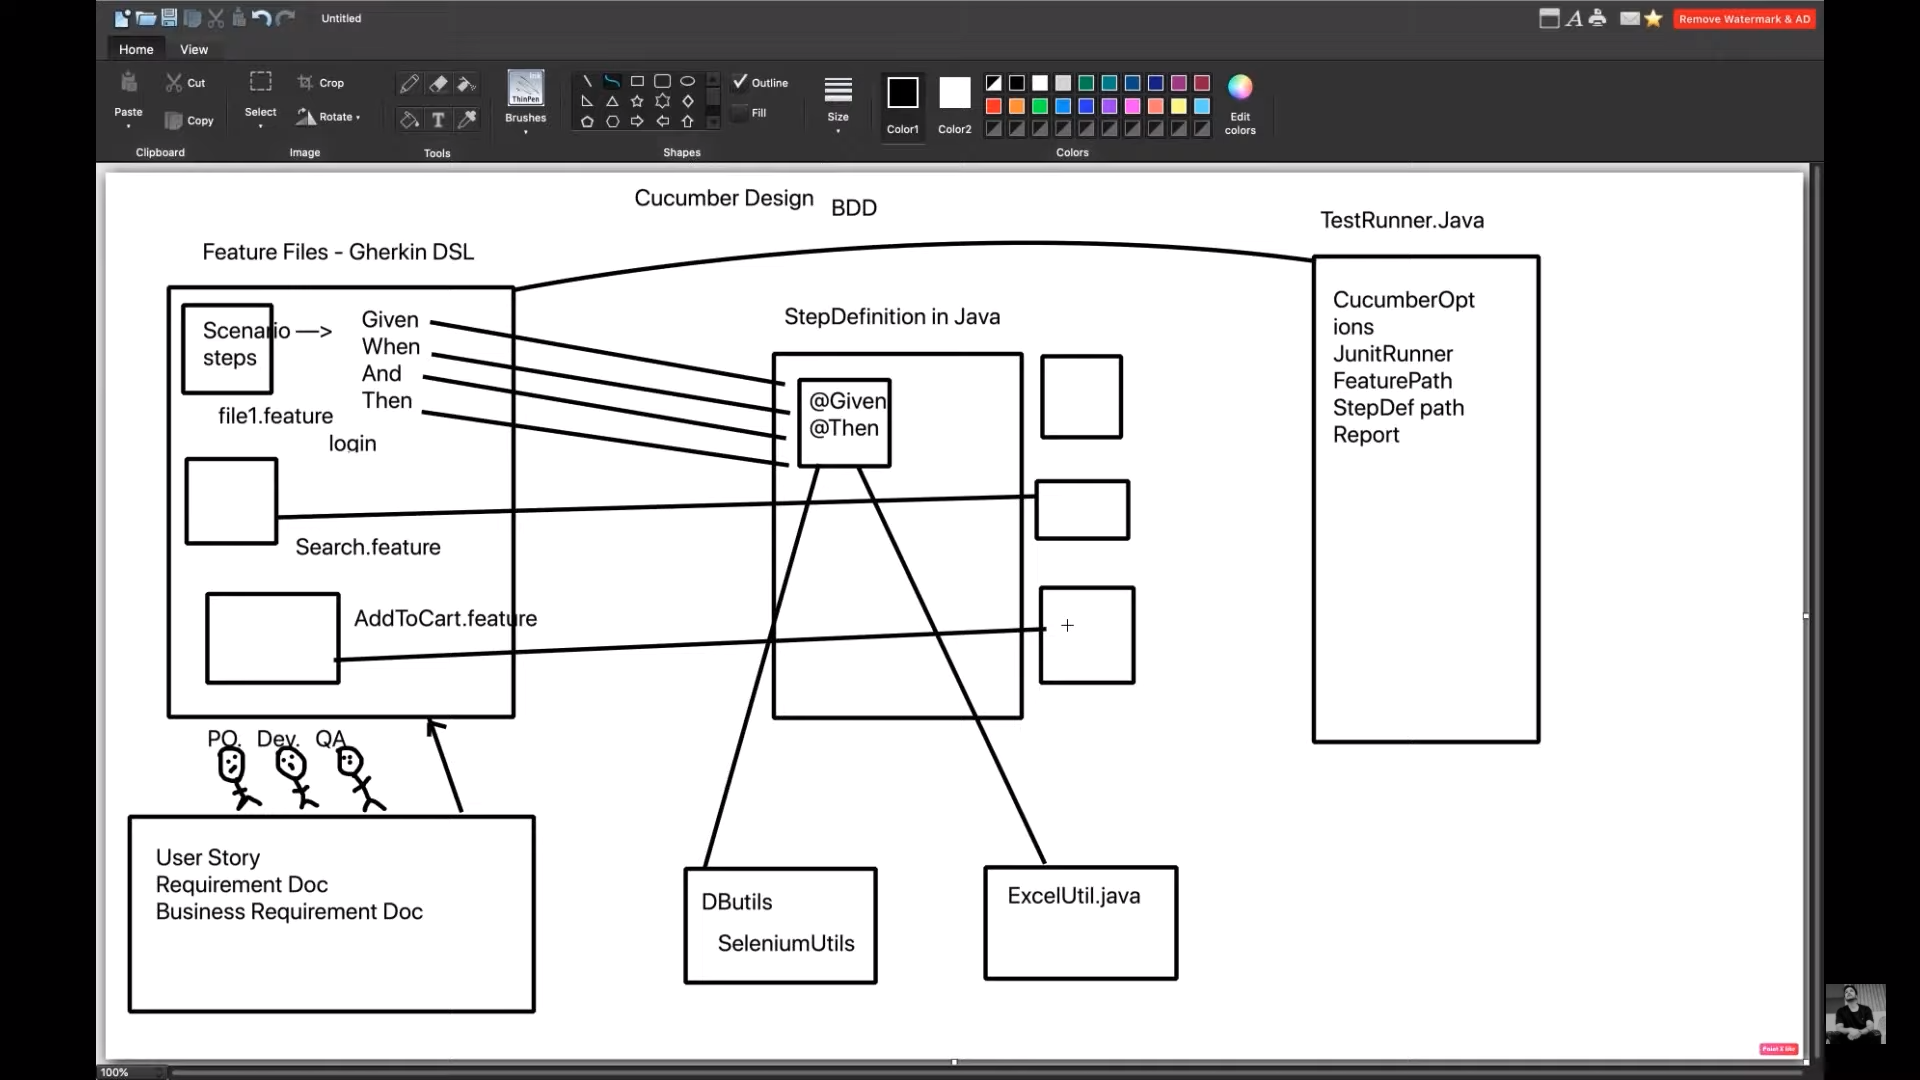 Untitled
Remove Watermark & AD
Home
View
Cut
Crop
Outline
Paste
Copy
Select
Rotate
Ink
ThinPen
Brushes
Fill
Size
Color1
Color2
Edit
colors
Clipboard
Image
Tools
Shapes
Colors
Cucumber Design
BDD
TestRunner.Java
Feature Files - Gherkin DSL
StepDefinition in Java
Scenario —>
steps
Given
When
And
Then
file1.feature
login
@Given
@Then
CucumberOpt
ions
JunitRunner
FeaturePath
StepDef path
Report
Search.feature
AddToCart.feature
PO.
Dev.
QA
User Story
Requirement Doc
Business Requirement Doc
DButils
SeleniumUtils
ExcelUtil.java
100%